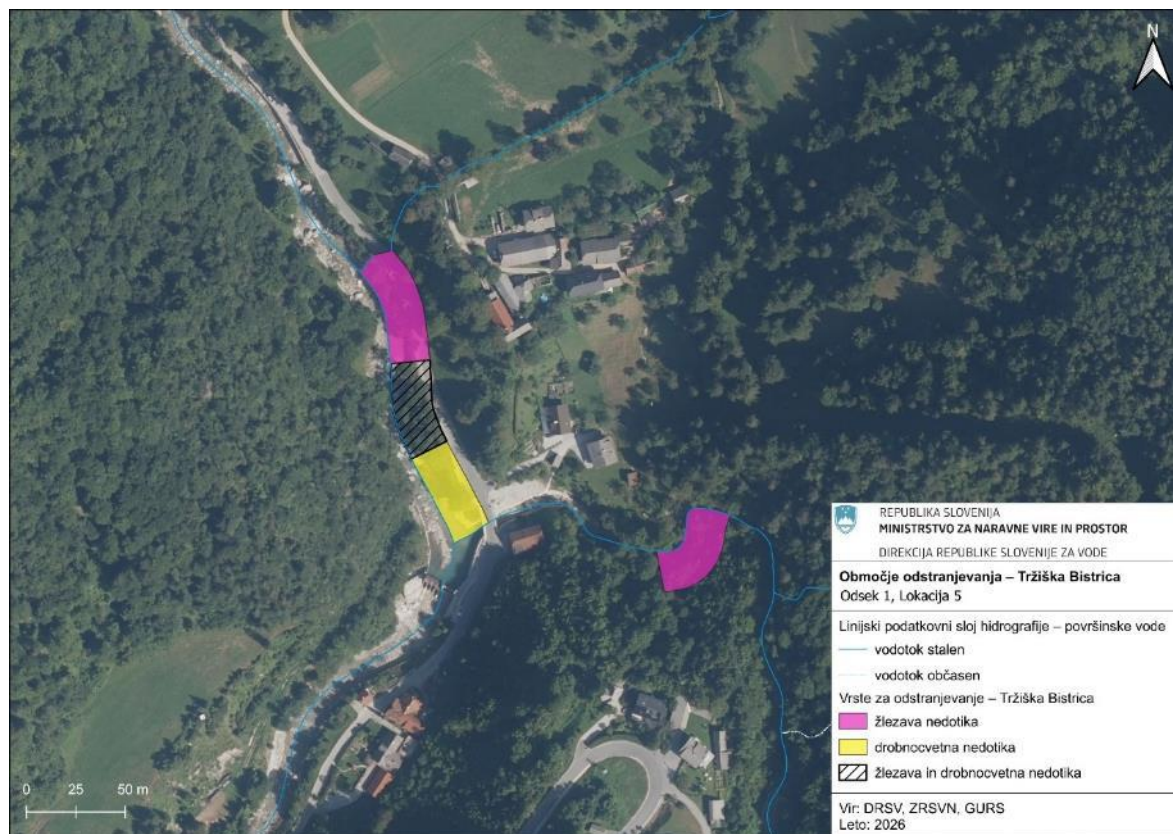 N
REPUBLIKA SLOVENIJA
MINISTRSTVO ZA NARAVNE VIRE IN PROSTOR
DIREKCIJA REPUBLIKE SLOVENIJE ZA VODE
Območje odstranjevanja – Tržiška Bistrica
Odsek 1, Lokacija 5
Linijski podatkovni sloj hidrografije – površinske vode
vodotok stalen
vodotok občasen
Vrste za odstranjevanje – Tržiška Bistrica
žlezava nedotika
drobnocvetna nedotika
žlezava in drobnocvetna nedotika
Vir: DRSV, ZRSVN, GURS
Leto: 2026
0 25 50 m